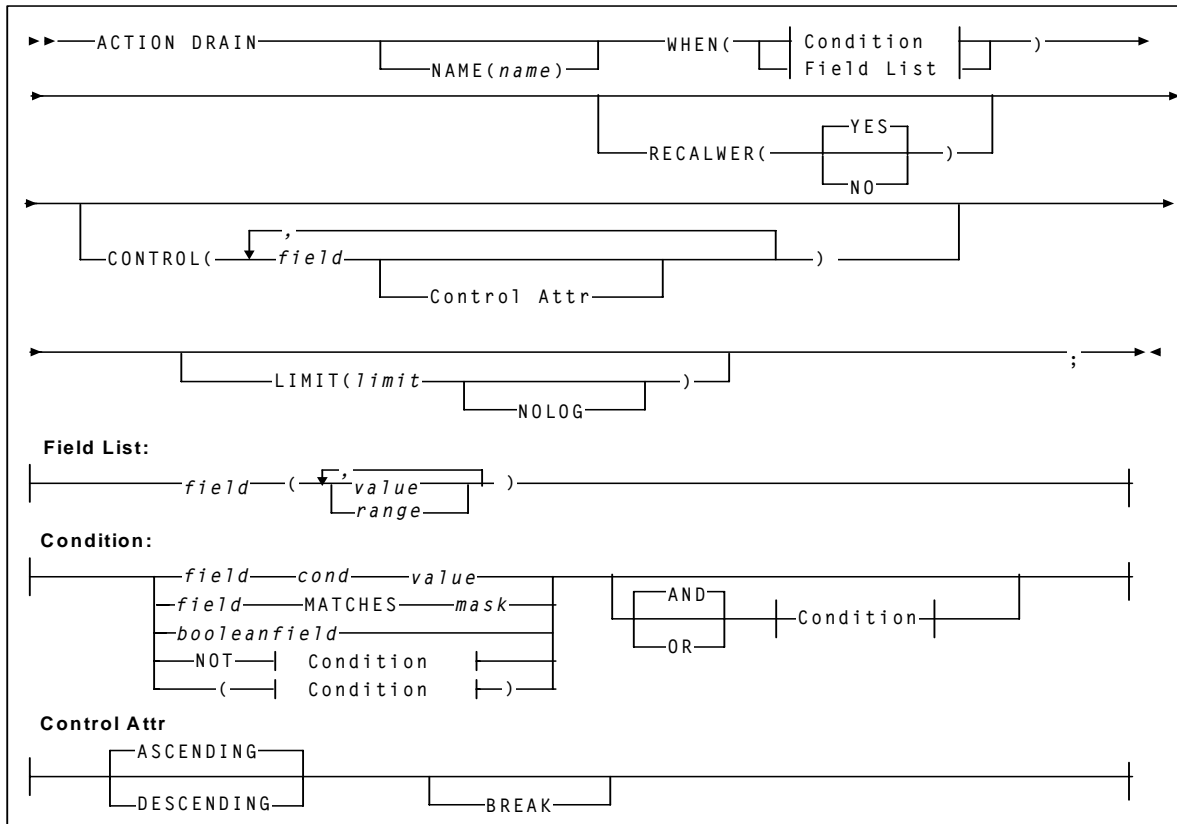 ACTION DRAIN NAME(name) WHEN( Condition Field List )
RECALWER( YES NO )
CONTROL( , field Control Attr )
LIMIT(limit NOLOG ) ;
Field List:
field ( , value range )
Condition:
field cond value AND
field MATCHES mask OR Condition
booleanfield
NOT Condition
( Condition )
Control Attr
ASCENDING
DESCENDING BREAK